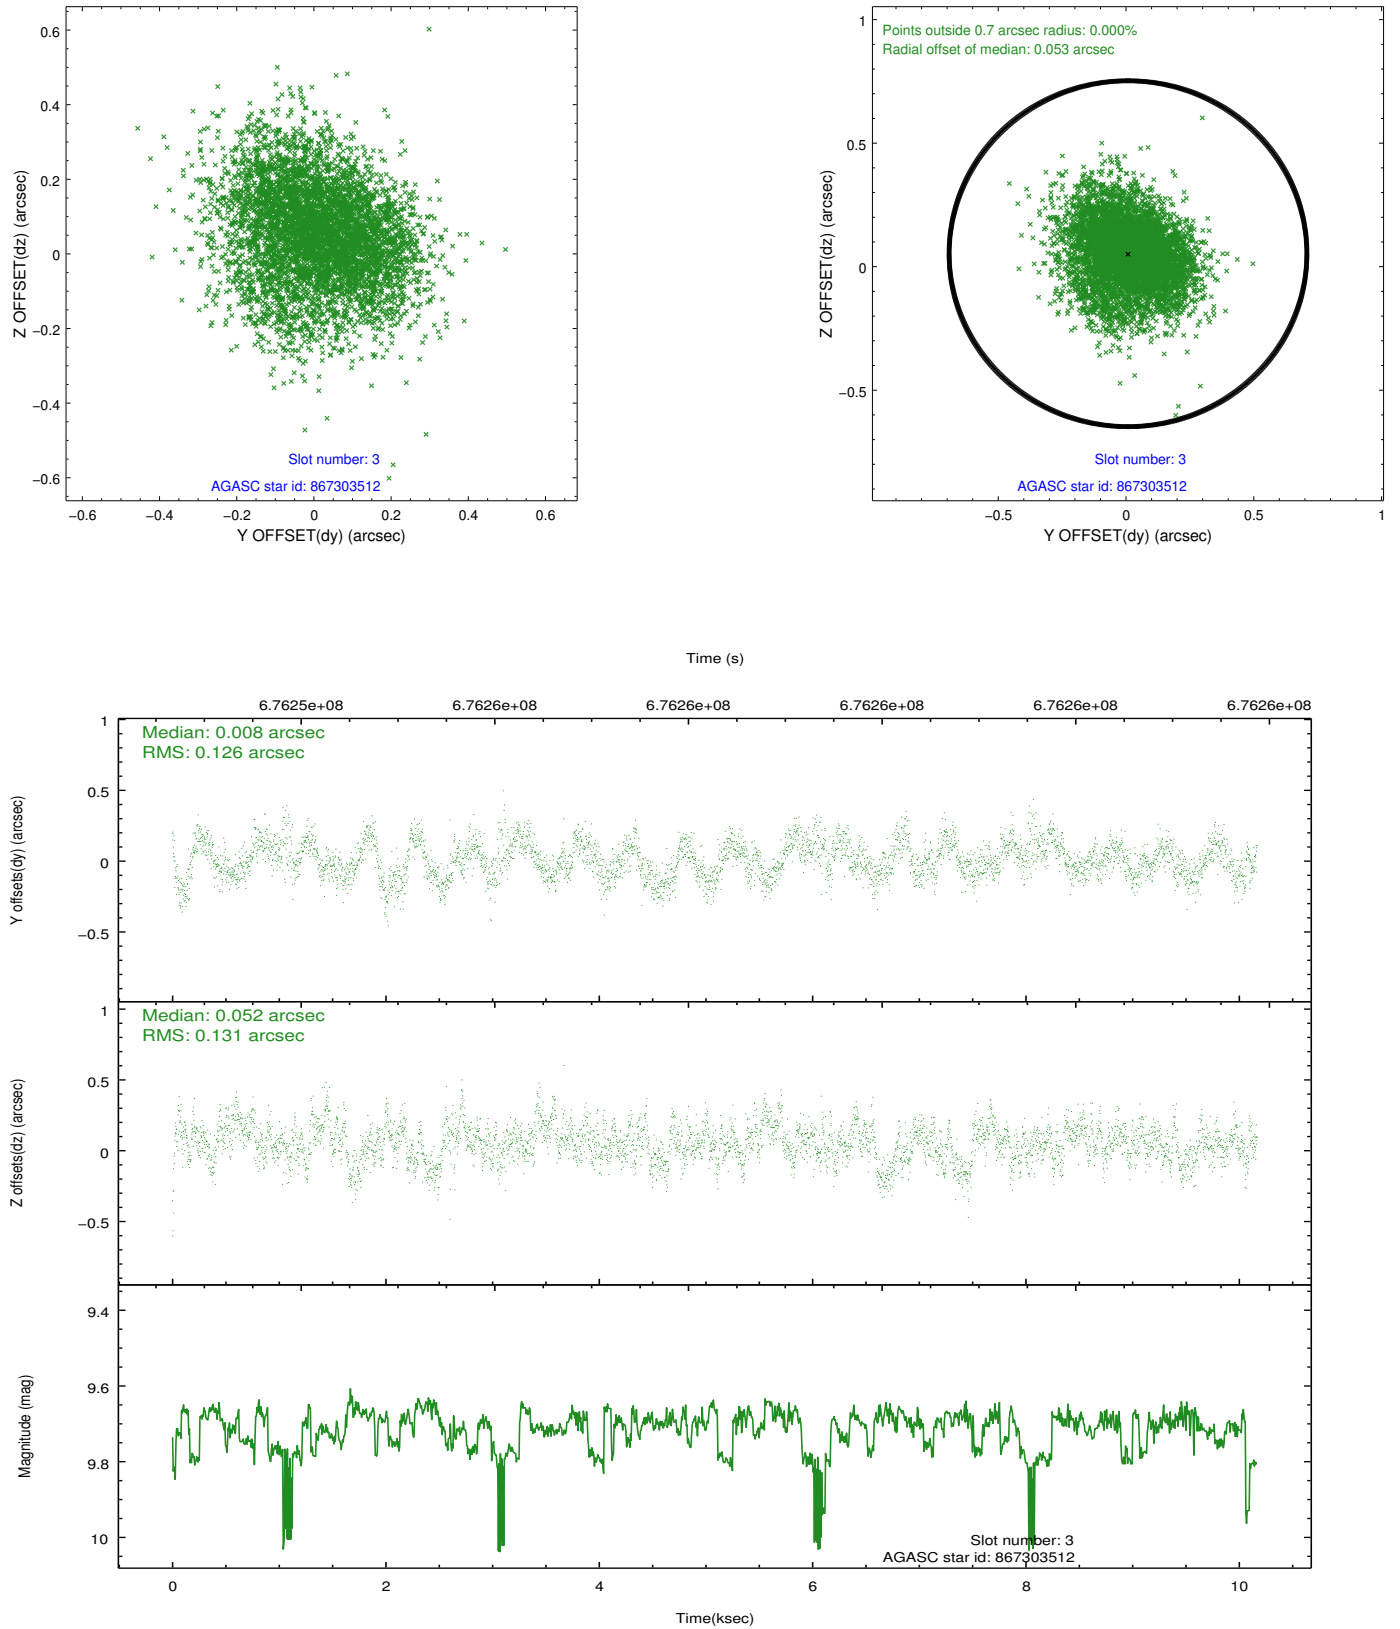 0.6
0.4
0.2
0
−0.2
−0.4
−0.6
Z OFFSET(dz) (arcsec)
Slot number: 3
AGASC star id: 867303512
−0.6 −0.4 −0.2 0 0.2 0.4 0.6
Y OFFSET(dy) (arcsec)
1
0.5
0
−0.5
Z OFFSET(dz) (arcsec)
Points outside 0.7 arcsec radius: 0.000%
Radial offset of median: 0.053 arcsec
Slot number: 3
AGASC star id: 867303512
−0.5 0 0.5 1
Y OFFSET(dy) (arcsec)
Time (s)
6.7625e+08 6.7626e+08 6.7626e+08 6.7626e+08 6.7626e+08 6.7626e+08
1
0.5
0
−0.5
Y offsets(dy) (arcsec)
Median: 0.008 arcsec
RMS: 0.126 arcsec
1
0.5
0
−0.5
Z offsets(dz) (arcsec)
Median: 0.052 arcsec
RMS: 0.131 arcsec
9.4
9.6
9.8
10
Magnitude (mag)
Slot number: 3
AGASC star id: 867303512
0 2 4 6 8 10
Time(ksec)